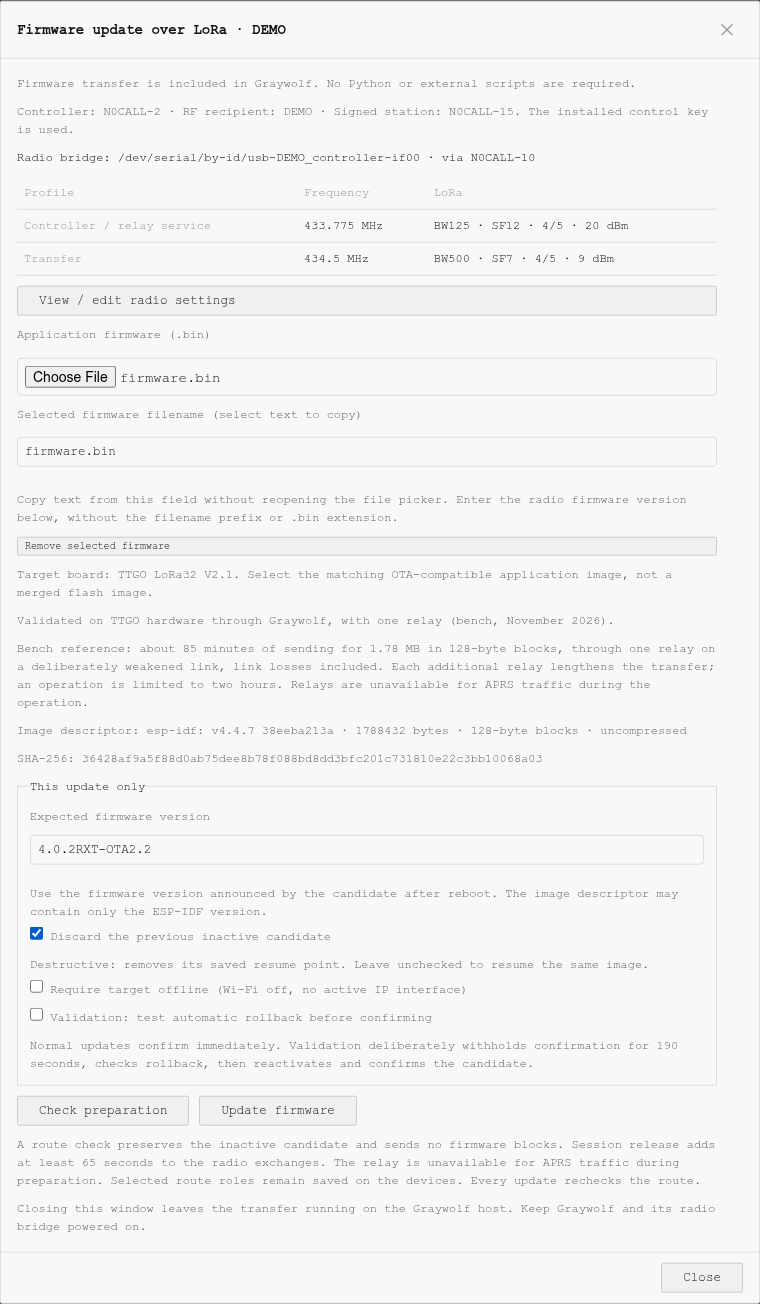 Firmware update over LoRa · DEMO
Firmware transfer is included in Graywolf. No Python or external scripts are required.
Controller: N0CALL-2 · RF recipient: DEMO · Signed station: N0CALL-15. The installed control key
is used.
Radio bridge: /dev/serial/by-id/usb-DEMO_controller-if00 · via N0CALL-10
Profile Frequency LoRa
Controller / relay service 433.775 MHz BW125 · SF12 · 4/5 · 20 dBm
Transfer 434.5 MHz BW500 · SF7 · 4/5 · 9 dBm
View / edit radio settings
Application firmware (.bin)
Choose File firmware.bin
Selected firmware filename (select text to copy)
firmware.bin
Copy text from this field without reopening the file picker. Enter the radio firmware version
below, without the filename prefix or .bin extension.
Remove selected firmware
Target board: TTGO LoRa32 V2.1. Select the matching OTA-compatible application image, not a
merged flash image.
Validated on TTGO hardware through Graywolf, with one relay (bench, November 2026).
Bench reference: about 85 minutes of sending for 1.78 MB in 128-byte blocks, through one relay on
a deliberately weakened link, link losses included. Each additional relay lengthens the transfer;
an operation is limited to two hours. Relays are unavailable for APRS traffic during the
operation.
Image descriptor: esp-idf: v4.4.7 38eeba213a · 1788432 bytes · 128-byte blocks · uncompressed
SHA-256: 36428af9a5f88d0ab75dee8b78f088bd8dd3bfc201c731810e22c3bb10068a03
This update only
Expected firmware version
4.0.2RXT-OTA2.2
Use the firmware version announced by the candidate after reboot. The image descriptor may
contain only the ESP-IDF version.
Discard the previous inactive candidate
Destructive: removes its saved resume point. Leave unchecked to resume the same image.
Require target offline (Wi-Fi off, no active IP interface)
Validation: test automatic rollback before confirming
Normal updates confirm immediately. Validation deliberately withholds confirmation for 190
seconds, checks rollback, then reactivates and confirms the candidate.
Check preparation Update firmware
A route check preserves the inactive candidate and sends no firmware blocks. Session release adds
at least 65 seconds to the radio exchanges. The relay is unavailable for APRS traffic during
preparation. Selected route roles remain saved on the devices. Every update rechecks the route.
Closing this window leaves the transfer running on the Graywolf host. Keep Graywolf and its radio
bridge powered on.
Close